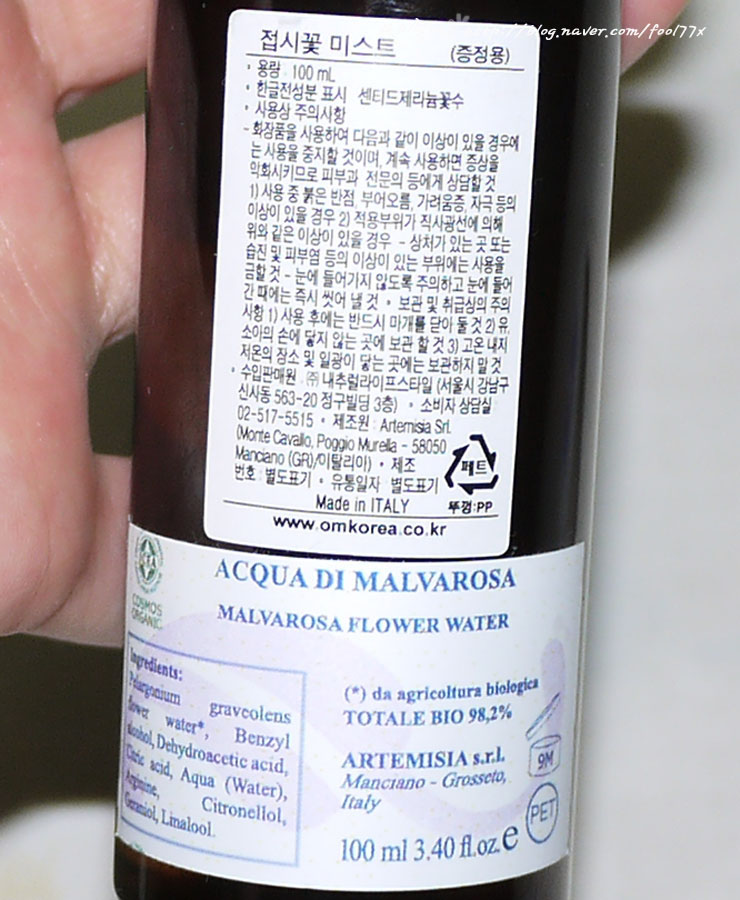 http://blog.naver.com/fool77x
접시꽃 미스트 (증정용)
• 용량 : 100 mL
• 한글전성분 표시 센티드제라늄꽃수
• 사용상 주의사항
- 화장품을 사용하여 다음과 같이 이상이 있을 경우에
는 사용을 중지할 것이며, 계속 사용하면 증상을
악화시키므로 피부과 전문의 등에게 상담할 것
1) 사용 중 붉은 반점, 부어오름, 가려움증, 자극 등의
이상이 있을 경우 2) 적용부위가 직사광선에 의해
위와 같은 이상이 있을 경우 - 상처가 있는 곳 또는
습진 및 피부염 등의 이상이 있는 부위에는 사용을
금할 것 - 눈에 들어가지 않도록 주의하고 눈에 들어
간 때에는 즉시 씻어 낼 것 • 보관 및 취급상의 주의
사항 1) 사용 후에는 반드시 마개를 닫아 둘 것 2) 유
소아의 손에 닿지 않는 곳에 보관 할 것 3) 고온 내지
저온의 장소 및 일광이 닿는 곳에는 보관하지 말 것
• 수입판매원 : ㈜ 내추럴라이프스타일 (서울시 강남구
신사동 563-20 정구빌딩 3층) • 소비자 상담실
02-517-5515 • 제조원 : Artemisia Srl.
(Monte Cavallo, Poggio Murella - 58050
Manciano (GR)/이탈리아) • 제조
번호 : 별도표기 • 유통일자 : 별도표기
페트
뚜껑:PP
Made in ITALY
www.omkorea.co.kr
COSMOS
ORGANIC
ACQUA DI MALVAROSA
MALVAROSA FLOWER WATER
Ingredients:
Pelargonium graveolens
flower water*, Benzyl
alcohol, Dehydroacetic acid,
Citric acid, Aqua (Water),
Arginine, Citronellol,
Geraniol, Linalool.
(*) da agricoltura biologica
TOTALE BIO 98,2%
ARTEMISIA s.r.l.
Manciano - Grosseto,
Italy
9M
PET
100 ml 3.40 fl.oz. e